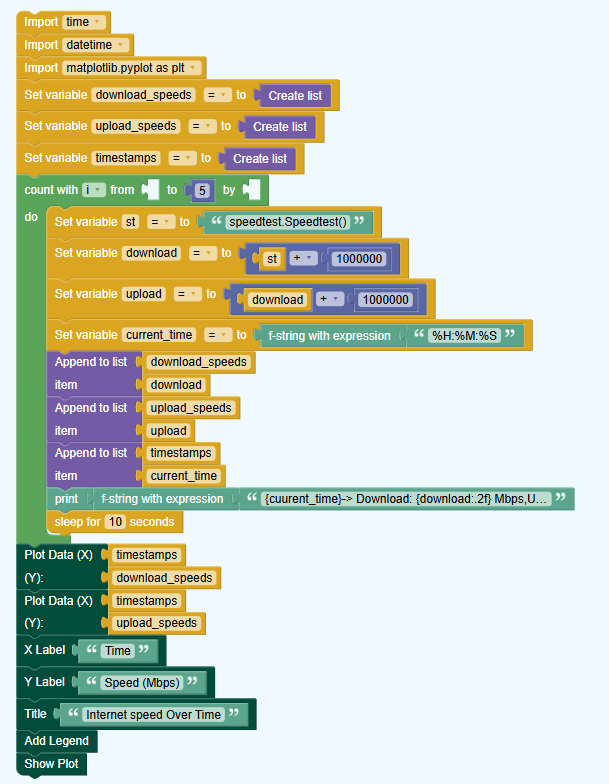 Import time
Import datetime
Import matplotlib.pyplot as plt
Set variable download_speeds = to Create list
Set variable upload_speeds = to Create list
Set variable timestamps = to Create list
count with i from to 5 by
do
Set variable st = to “ speedtest.Speedtest() ”
Set variable download = to st + 1000000
Set variable upload = to download + 1000000
Set variable current_time = to f-string with expression “ %H:%M:%S ”
Append to list download_speeds
item download
Append to list upload_speeds
item upload
Append to list timestamps
item current_time
print f-string with expression “ {cuurent_time}-> Download: {download:.2f} Mbps,U... ”
sleep for 10 seconds
Plot Data (X) timestamps
(Y): download_speeds
Plot Data (X) timestamps
(Y): upload_speeds
X Label “ Time ”
Y Label “ Speed (Mbps) ”
Title “ Internet speed Over Time ”
Add Legend
Show Plot